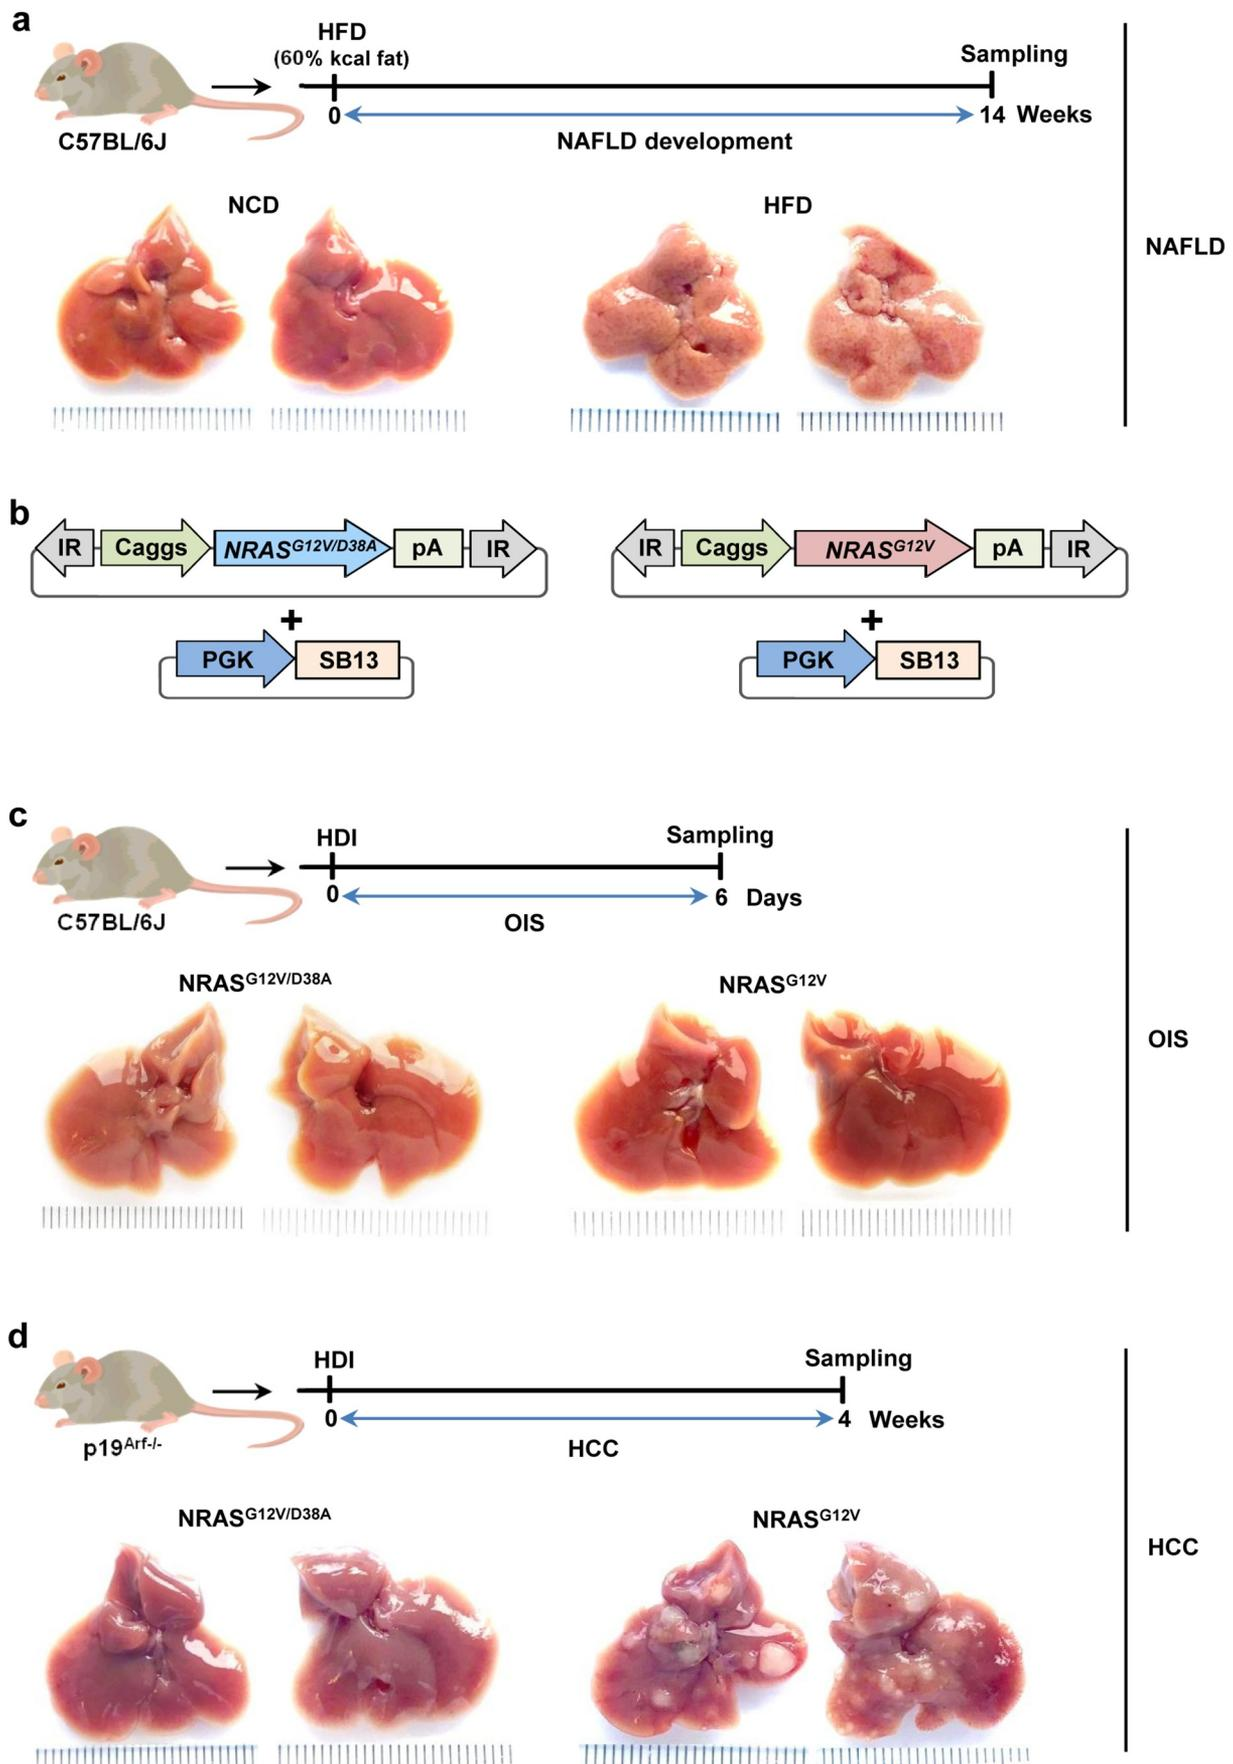 a
HFD
(60% kcal fat)
Sampling
0
14 Weeks
C57BL/6J
NAFLD development
NCD
HFD
NAFLD
b
IR Caggs NRASG12V/D38A pA IR
IR Caggs NRASG12V pA IR
+
+
PGK SB13
PGK SB13
c
HDI
Sampling
0
6 Days
C57BL/6J
OIS
NRASG12V/D38A
NRASG12V
OIS
d
HDI
Sampling
0
4 Weeks
p19Arf-/-
HCC
NRASG12V/D38A
NRASG12V
HCC